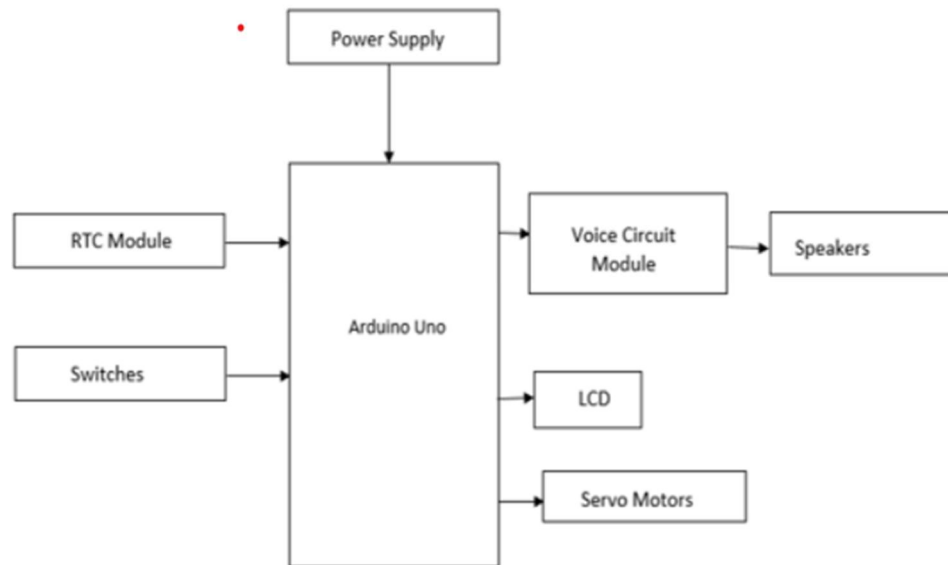 Power Supply
RTC Module
Switches
Arduino Uno
Voice Circuit
Module
Speakers
LCD
Servo Motors